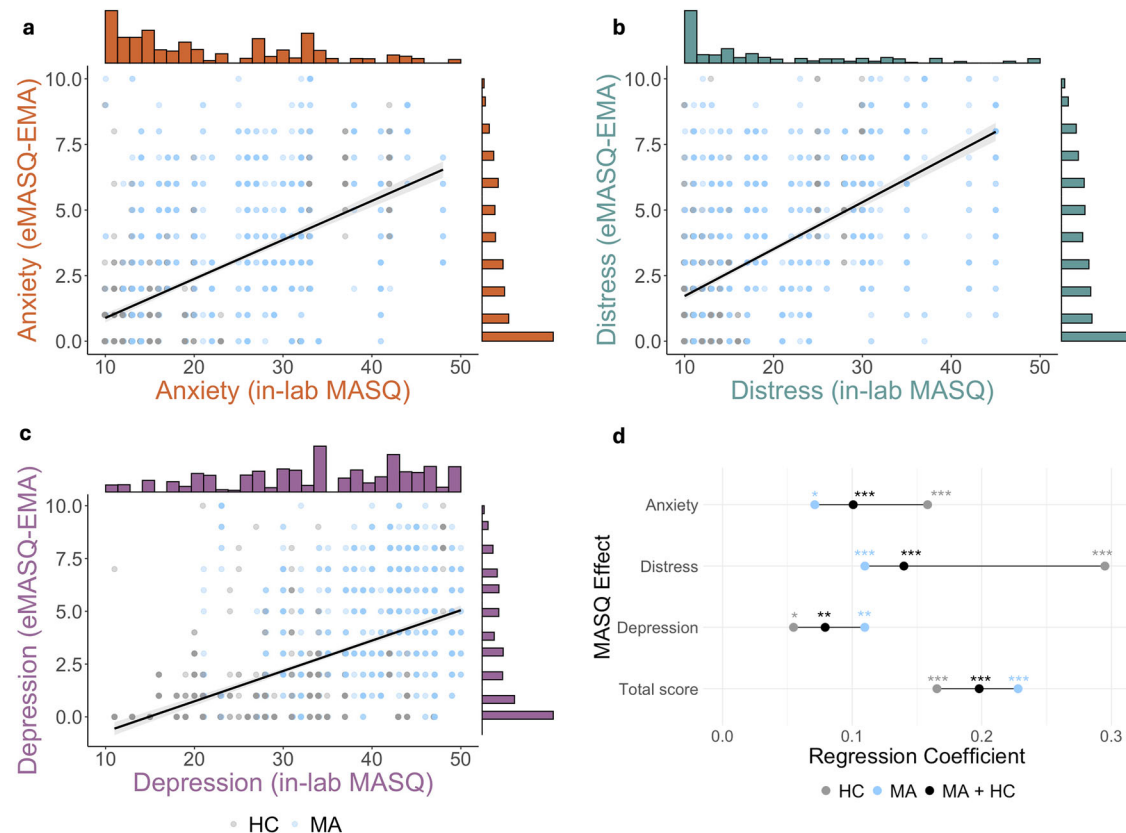 a
Anxiety (eMASQ-EMA)
10.0
7.5
5.0
2.5
0.0
10 20 30 40 50
Anxiety (in-lab MASQ)
b
Distress (eMASQ-EMA)
10.0
7.5
5.0
2.5
0.0
10 20 30 40 50
Distress (in-lab MASQ)
c
Depression (eMASQ-EMA)
10.0
7.5
5.0
2.5
0.0
10 20 30 40 50
Depression (in-lab MASQ)
HC MA
d
MASQ Effect
Anxiety * *** ***
Distress *** *** ***
Depression * ** **
Total score *** *** ***
0.0 0.1 0.2 0.3
Regression Coefficient
HC MA MA + HC